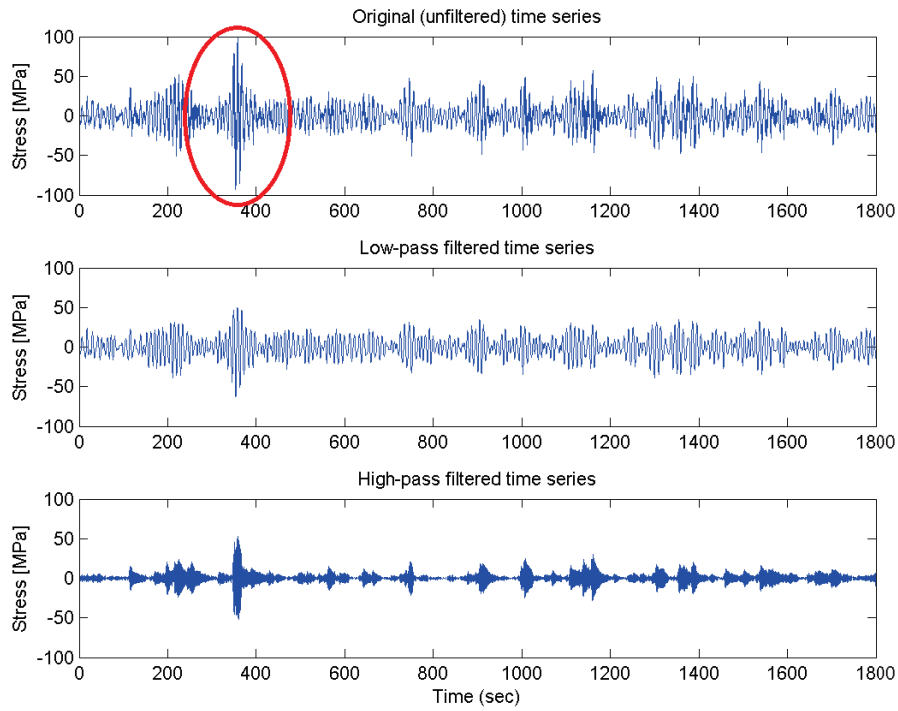 Original (unfiltered) time series
100
50
0
-50
-100
Stress [MPa]
0 200 400 600 800 1000 1200 1400 1600 1800
Low-pass filtered time series
100
50
0
-50
-100
Stress [MPa]
0 200 400 600 800 1000 1200 1400 1600 1800
High-pass filtered time series
100
50
0
-50
-100
Stress [MPa]
0 200 400 600 800 1000 1200 1400 1600 1800
Time (sec)